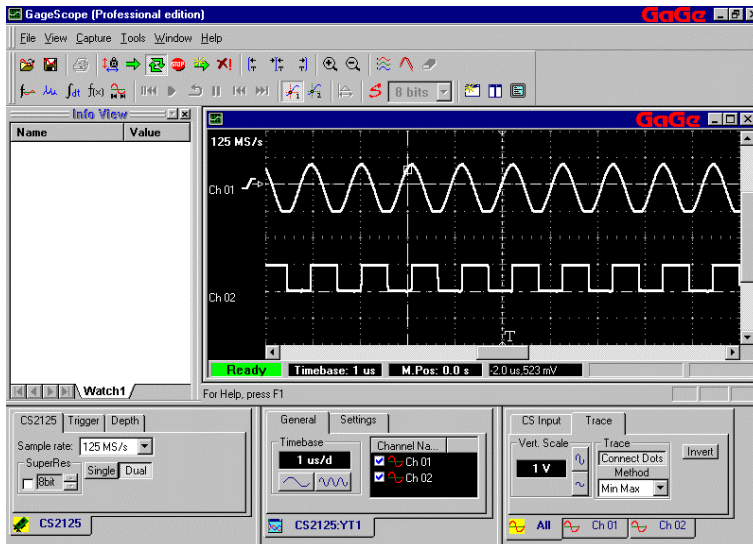 GageScope (Professional edition)
GaGe
File View Capture Tools Window Help
STOP
∫dt f(x)
1 2
S 8 bits
Info View
Name Value
Watch1
GaGe
125 MS/s
Ch 01
Ch 02
T
Ready Timebase: 1 us M.Pos: 0.0 s -2.0 us,523 mV
For Help, press F1
CS2125 Trigger Depth
Sample rate: 125 MS/s
SuperRes
8bit
Single Dual
CS2125
General Settings
Timebase
1 us/d
Channel Na...
Ch 01
Ch 02
CS2125:YT1
CS Input Trace
Vert. Scale
1 V
Trace
Connect Dots
Method
Min Max
Invert
All Ch 01 Ch 02